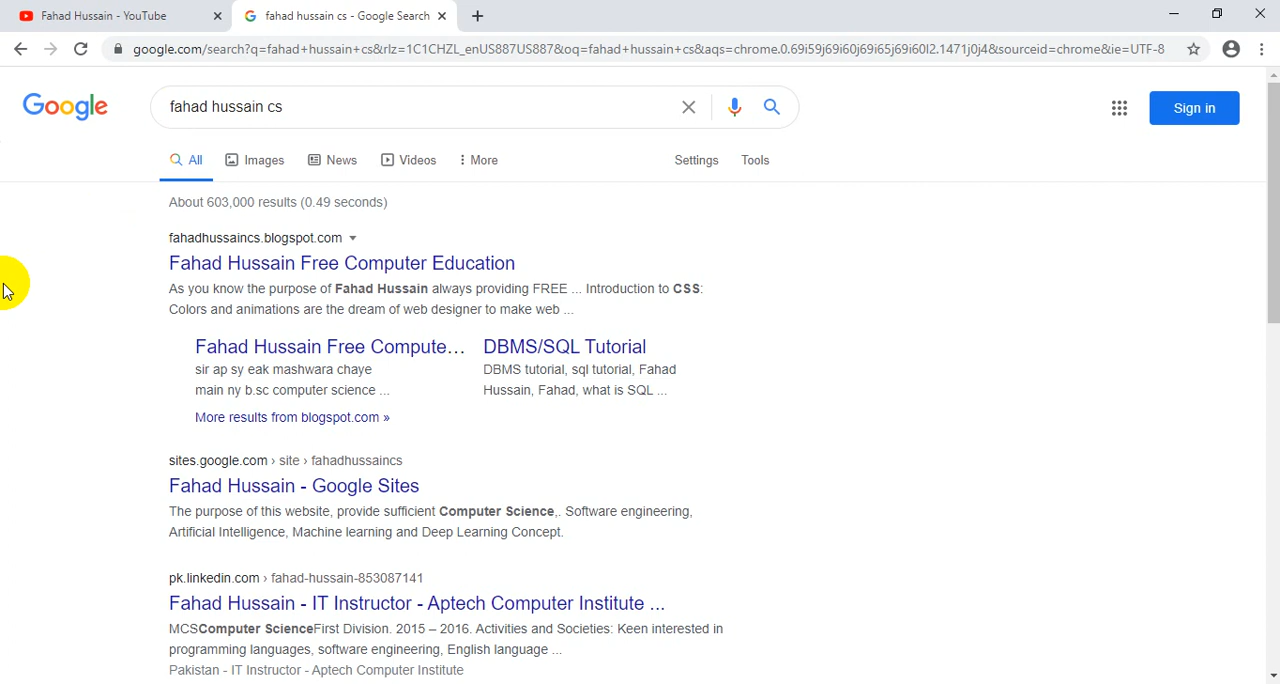 Fahad Hussain - YouTube
fahad hussain cs - Google Search
google.com/search?q=fahad+hussain+cs&rlz=1C1CHZL_enUS887US887&oq=fahad+hussain+cs&aqs=chrome.0.69i59j69i60j69i65j69i60l2.1471j0j4&sourceid=chrome&ie=UTF-8
Google
fahad hussain cs
Sign in
All Images News Videos More Settings Tools
About 603,000 results (0.49 seconds)
fahadhussaincs.blogspot.com
Fahad Hussain Free Computer Education
As you know the purpose of Fahad Hussain always providing FREE ... Introduction to CSS:
Colors and animations are the dream of web designer to make web ...
Fahad Hussain Free Compute...
sir ap sy eak mashwara chaye
main ny b.sc computer science ...
DBMS/SQL Tutorial
DBMS tutorial, sql tutorial, Fahad
Hussain, Fahad, what is SQL ...
More results from blogspot.com »
sites.google.com › site › fahadhussaincs
Fahad Hussain - Google Sites
The purpose of this website, provide sufficient Computer Science,. Software engineering,
Artificial Intelligence, Machine learning and Deep Learning Concept.
pk.linkedin.com › fahad-hussain-853087141
Fahad Hussain - IT Instructor - Aptech Computer Institute ...
MCSComputer ScienceFirst Division. 2015 – 2016. Activities and Societies: Keen interested in
programming languages, software engineering, English language ...
Pakistan - IT Instructor - Aptech Computer Institute